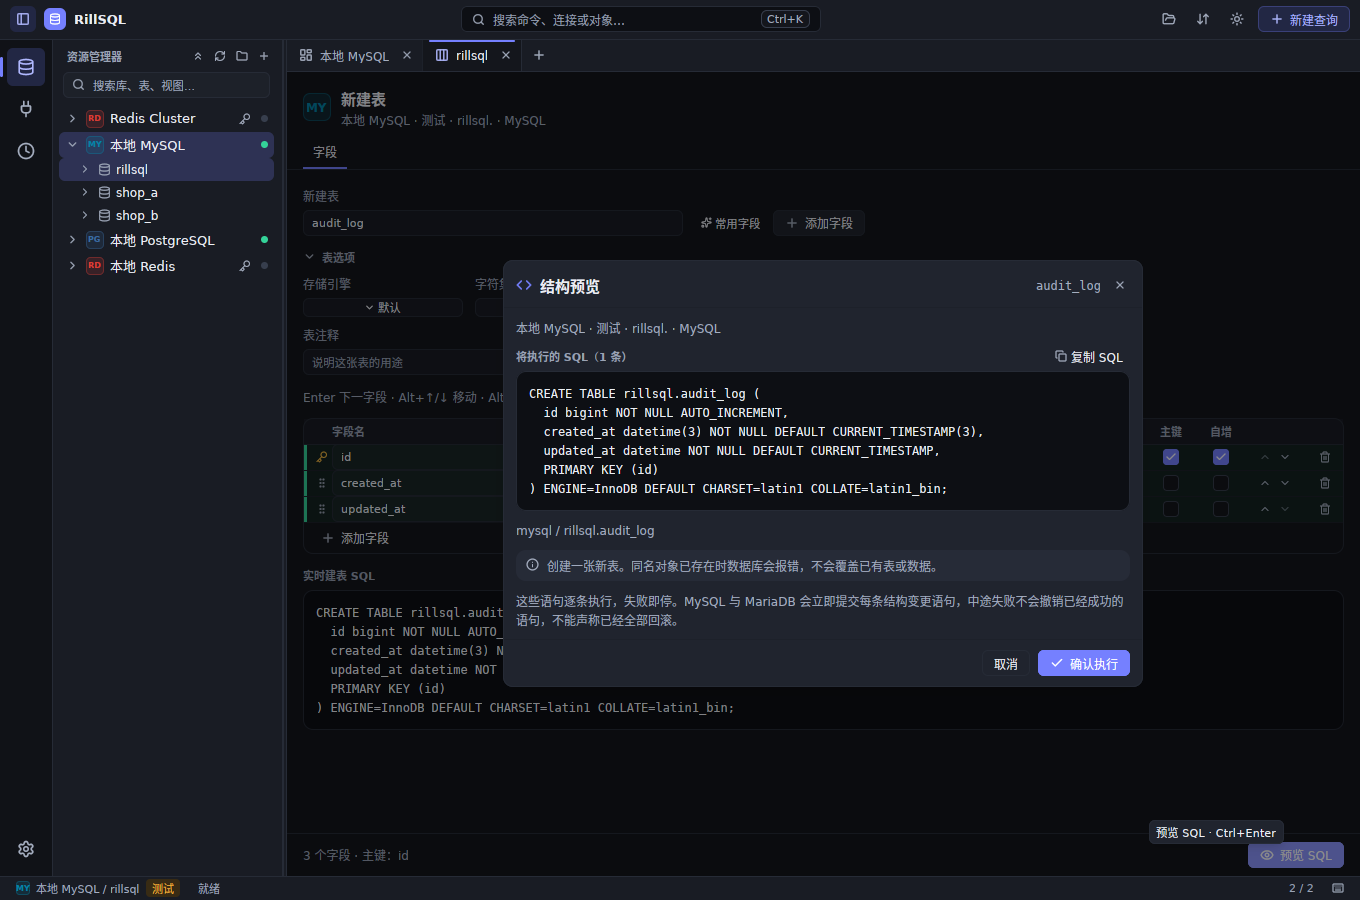 RillSQL
搜索命令、连接或对象...
Ctrl+K
新建查询
资源管理器
搜索库、表、视图...
RD Redis Cluster
MY 本地 MySQL
rillsql
shop_a
shop_b
PG 本地 PostgreSQL
RD 本地 Redis
本地 MySQL
rillsql
MY
新建表
本地 MySQL · 测试 · rillsql. · MySQL
字段
新建表
audit_log
常用字段
添加字段
表选项
存储引擎
默认
表注释
说明这张表的用途
Enter 下一字段 · Alt+↑/↓ 移动 · Alt
字段名
主键
自增
id
created_at
updated_at
添加字段
实时建表 SQL
CREATE TABLE rillsql.audit
id bigint NOT NULL AUTO_
created_at datetime(3) N
updated_at datetime NOT
PRIMARY KEY (id)
) ENGINE=InnoDB DEFAULT CHARSET=latin1 COLLATE=latin1_bin;
结构预览
audit_log
本地 MySQL · 测试 · rillsql. · MySQL
将执行的 SQL（1 条）
复制 SQL
CREATE TABLE rillsql.audit_log (
id bigint NOT NULL AUTO_INCREMENT,
created_at datetime(3) NOT NULL DEFAULT CURRENT_TIMESTAMP(3),
updated_at datetime NOT NULL DEFAULT CURRENT_TIMESTAMP,
PRIMARY KEY (id)
) ENGINE=InnoDB DEFAULT CHARSET=latin1 COLLATE=latin1_bin;
mysql / rillsql.audit_log
创建一张新表。同名对象已存在时数据库会报错，不会覆盖已有表或数据。
这些语句逐条执行，失败即停。MySQL 与 MariaDB 会立即提交每条结构变更语句，中途失败不会撤销已经成功的
语句，不能声称已经全部回滚。
取消
确认执行
预览 SQL · Ctrl+Enter
3 个字段 · 主键：id
预览 SQL
MY 本地 MySQL / rillsql
测试
就绪
2 / 2